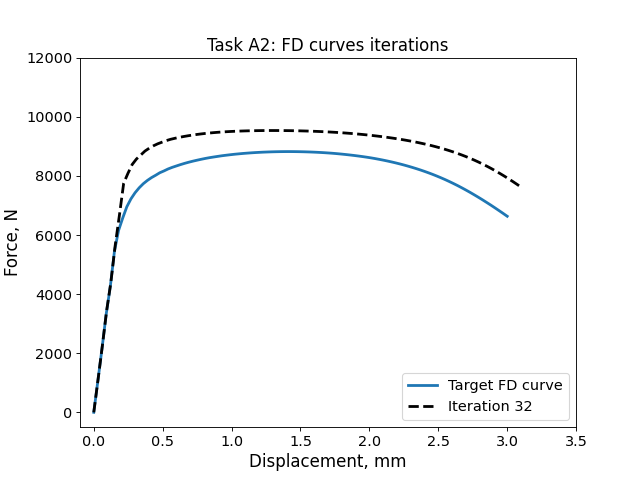 Task A2: FD curves iterations
12000
10000
8000
6000
4000
2000
0
Force, N
0.0 0.5 1.0 1.5 2.0 2.5 3.0 3.5
Displacement, mm
Target FD curve
Iteration 32